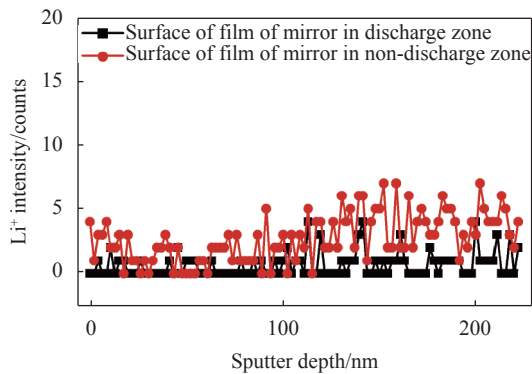 20
Surface of film of mirror in discharge zone
Surface of film of mirror in non-discharge zone
15
10
5
0
Li⁺ intensity/counts
0 100 200
Sputter depth/nm